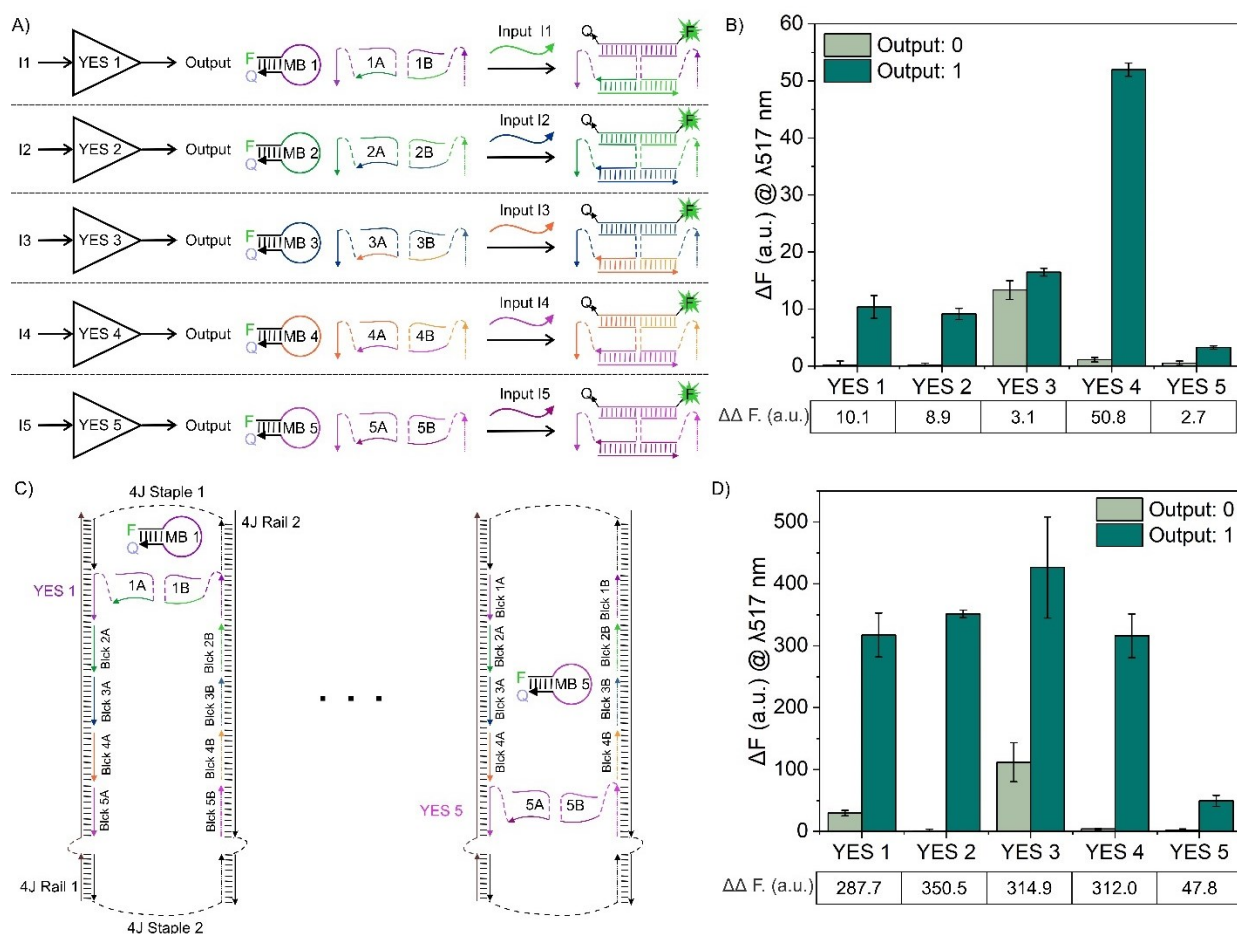 A)
I1 YES 1 Output F Q MB 1 1A 1B Input I1 Q F
I2 YES 2 Output F Q MB 2 2A 2B Input I2 Q F
I3 YES 3 Output F Q MB 3 3A 3B Input I3 Q F
I4 YES 4 Output F Q MB 4 4A 4B Input I4 Q F
I5 YES 5 Output F Q MB 5 5A 5B Input I5 Q F
B)
ΔF (a.u.) @ λ517 nm
60
50
40
30
20
10
0
Output: 0
Output: 1
YES 1 YES 2 YES 3 YES 4 YES 5
ΔΔ F. (a.u.) 10.1 8.9 3.1 50.8 2.7
C)
4J Staple 1
4J Rail 2
F Q MB 1
YES 1
1A 1B
Blck 2A Blck 2B
Blck 3A Blck 3B
Blck 4A Blck 4B
Blck 5A Blck 5B
4J Rail 1
4J Staple 2
Blck 1A Blck 1B
Blck 2A Blck 2B
F Q MB 5
Blck 3A Blck 3B
Blck 4A Blck 4B
YES 5
5A 5B
D)
ΔF (a.u.) @ λ517 nm
500
400
300
200
100
0
Output: 0
Output: 1
YES 1 YES 2 YES 3 YES 4 YES 5
ΔΔ F. (a.u.) 287.7 350.5 314.9 312.0 47.8